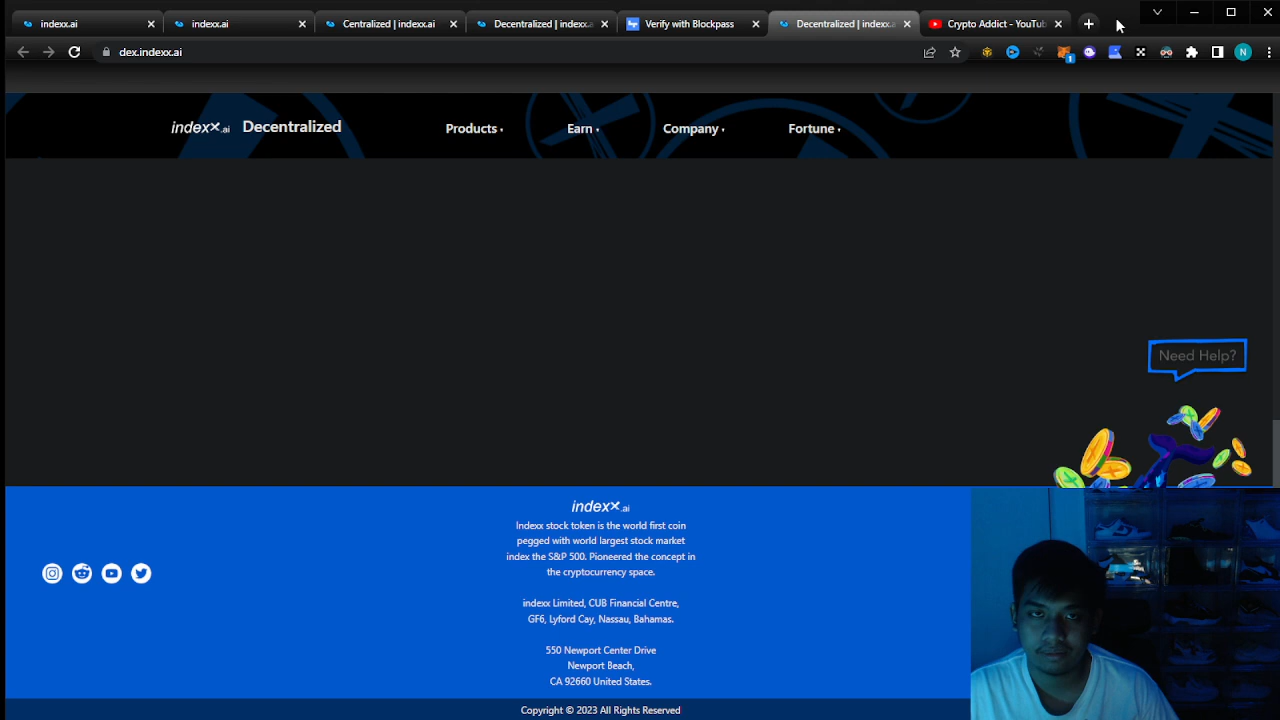 indexx.ai
indexx.ai
Centralized | indexx.ai
Decentralized | indexx.a
Verify with Blockpass
Decentralized | indexx.a
Crypto Addict - YouTub
dex.indexx.ai
1
N
indexx.ai Decentralized
Products
Earn
Company
Fortune
Need Help?
indexx.ai
Indexx stock token is the world first coin
pegged with world largest stock market
index the S&P 500. Pioneered the concept in
the cryptocurrency space.
indexx Limited, CUB Financial Centre,
GF6, Lyford Cay, Nassau, Bahamas.
550 Newport Center Drive
Newport Beach,
CA 92660 United States.
Copyright © 2023 All Rights Reserved